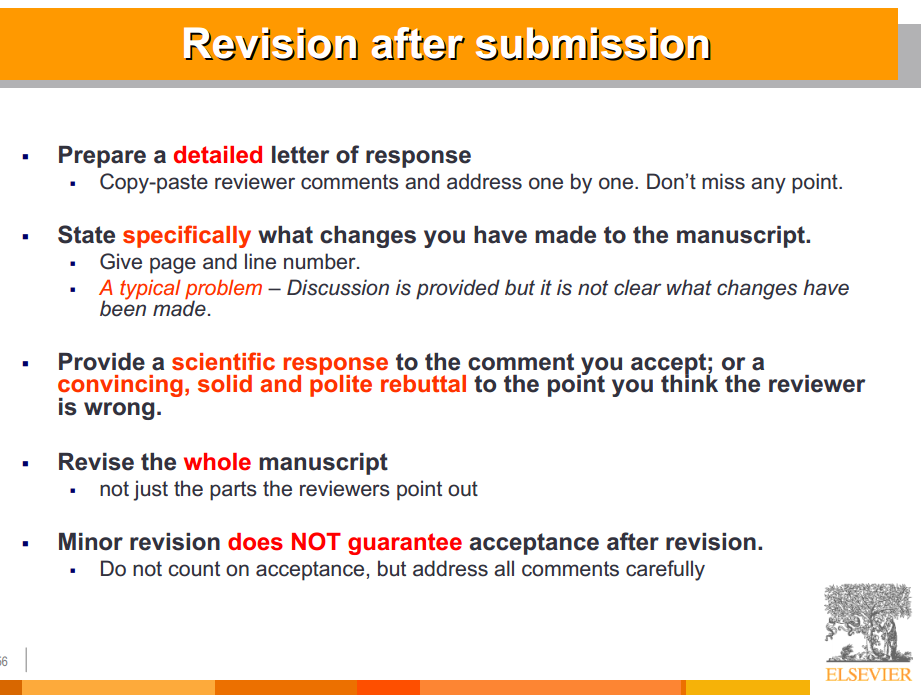 Revision after submission
▪ Prepare a detailed letter of response
▪ Copy-paste reviewer comments and address one by one. Don’t miss any point.
▪ State specifically what changes you have made to the manuscript.
▪ Give page and line number.
▪ A typical problem – Discussion is provided but it is not clear what changes have
been made.
▪ Provide a scientific response to the comment you accept; or a
convincing, solid and polite rebuttal to the point you think the reviewer
is wrong.
▪ Revise the whole manuscript
▪ not just the parts the reviewers point out
▪ Minor revision does NOT guarantee acceptance after revision.
▪ Do not count on acceptance, but address all comments carefully
ELSEVIER